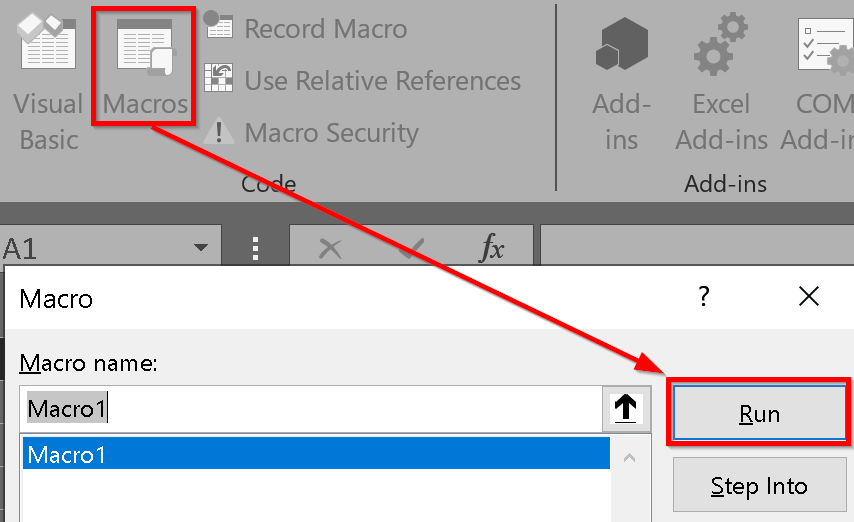 Visual Basic
Macros
Record Macro
Use Relative References
Macro Security
Code
Add-ins
Excel Add-ins
COM
Add-in
Add-ins
A1
fx
Macro
?
Macro name:
Macro1
Run
Macro1
Step Into